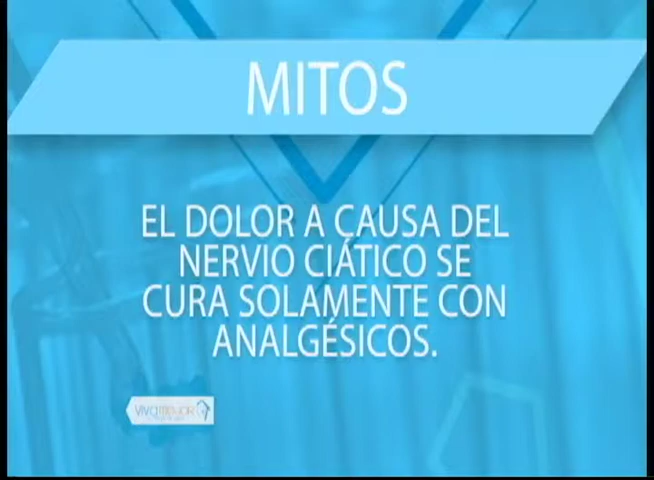 MITOS
EL DOLOR A CAUSA DEL
NERVIO CIÁTICO SE
CURA SOLAMENTE CON
ANALGÉSICOS.